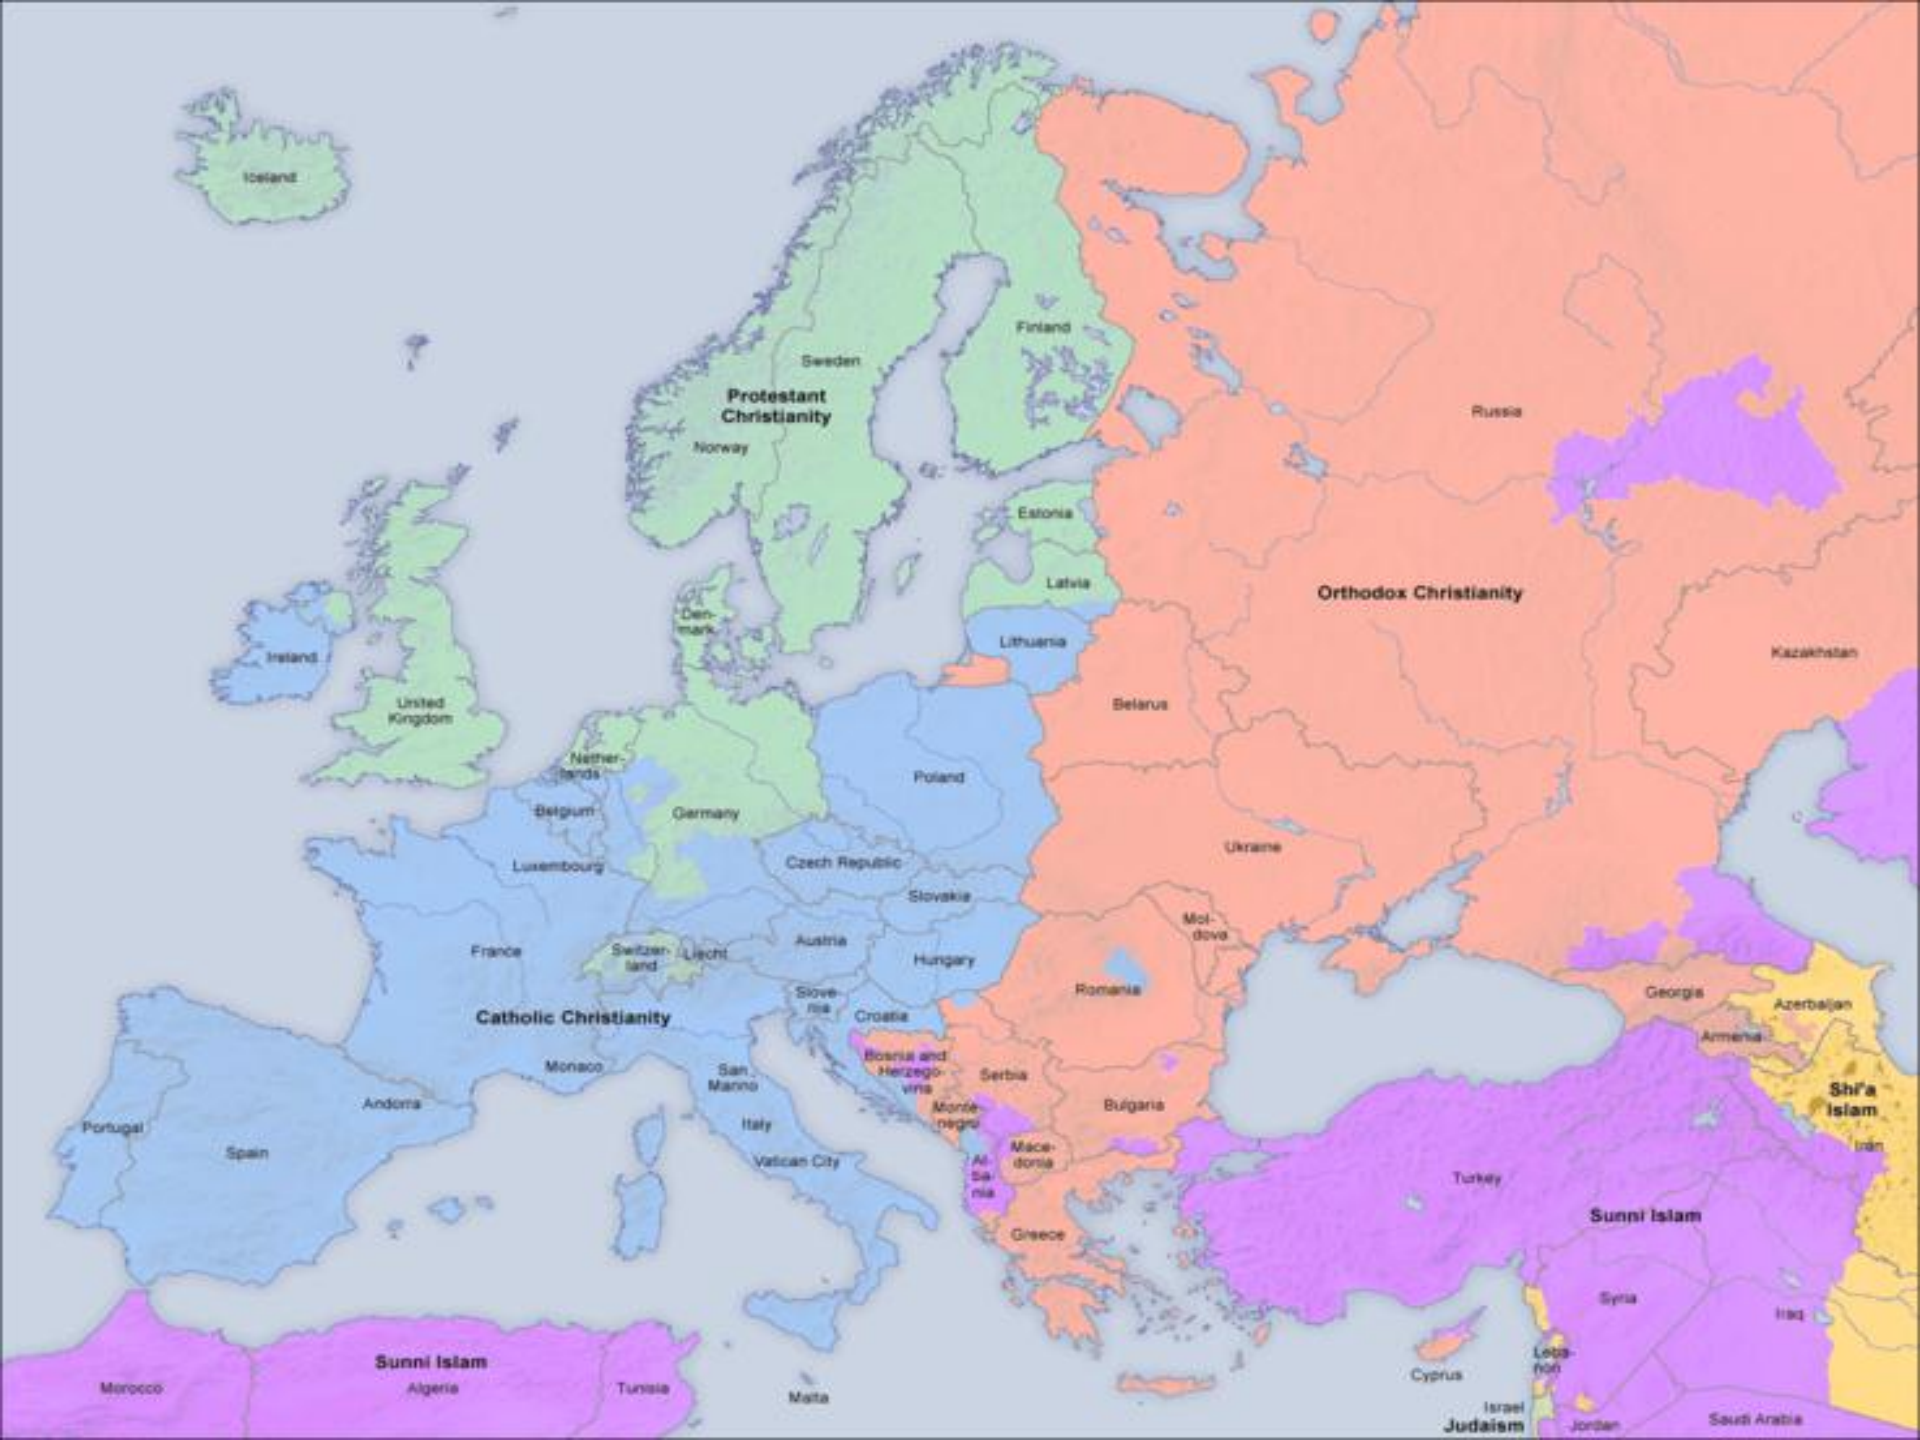 Iceland
Finland
Sweden
Protestant
Christianity
Norway
Russia
Estonia
Latvia
Orthodox Christianity
Den-
mark
Lithuania
Ireland
Kazakhstan
United
Kingdom
Belarus
Nether-
lands
Poland
Belgium
Germany
Ukraine
Czech Republic
Luxembourg
Slovakia
Mol-
dova
Austria
France
Switzer-
land
Liecht
Hungary
Romania
Slove-
nia
Georgia
Azerbaijan
Catholic Christianity
Croatia
Armenia
Bosnia and
Herzego-
vina
Monaco
San
Marino
Serbia
Shi'a
Islam
Andorra
Monte-
negro
Bulgaria
Portugal
Italy
Iran
Spain
Vatican City
Mace-
donia
Al-
ba-
nia
Turkey
Sunni Islam
Greece
Syria
Iraq
Leba-
non
Sunni Islam
Morocco
Algeria
Tunisia
Malta
Cyprus
Israel
Judaism
Jordan
Saudi Arabia